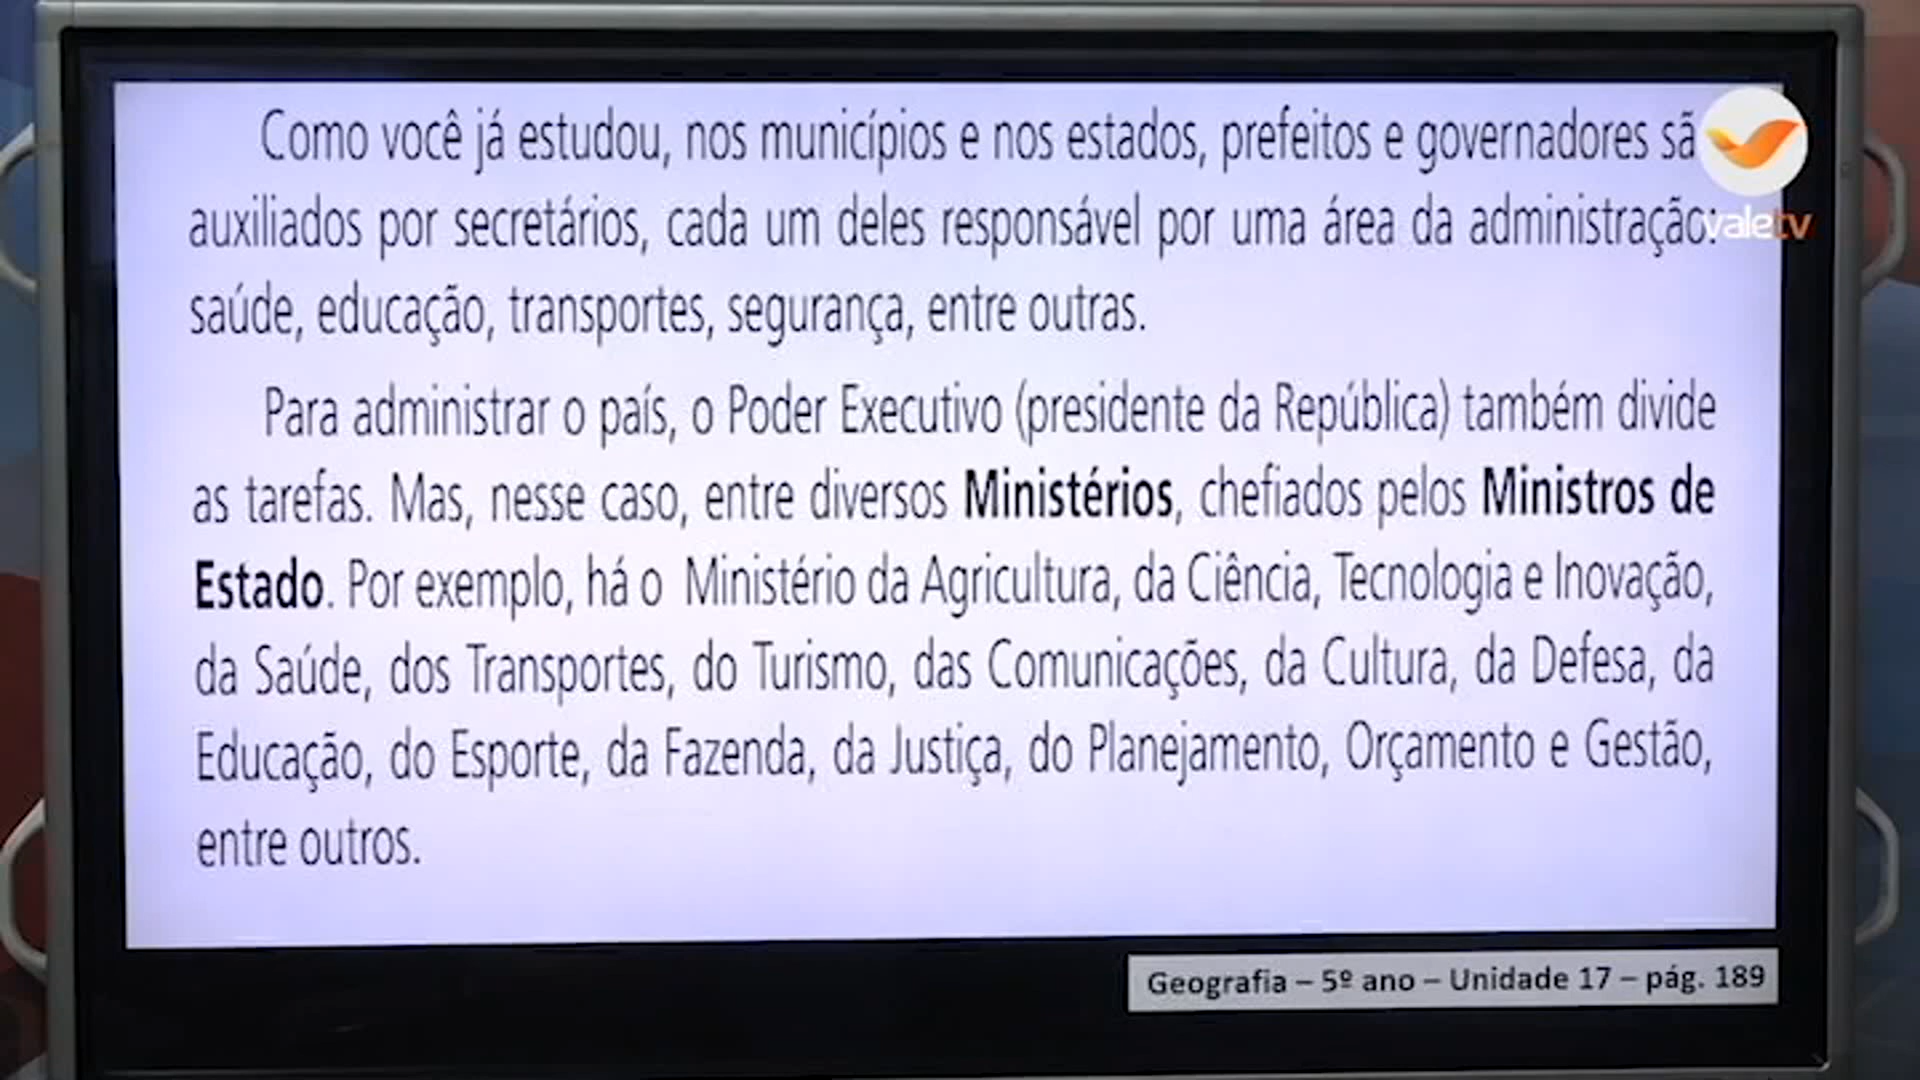 Como você já estudou, nos municípios e nos estados, prefeitos e governadores sã
auxiliados por secretários, cada um deles responsável por uma área da administração:
saúde, educação, transportes, segurança, entre outras.
Para administrar o país, o Poder Executivo (presidente da República) também divide
as tarefas. Mas, nesse caso, entre diversos Ministérios, chefiados pelos Ministros de
Estado. Por exemplo, há o Ministério da Agricultura, da Ciência, Tecnologia e Inovação,
da Saúde, dos Transportes, do Turismo, das Comunicações, da Cultura, da Defesa, da
Educação, do Esporte, da Fazenda, da Justiça, do Planejamento, Orçamento e Gestão,
entre outros.
valetv
Geografia – 5º ano – Unidade 17 – pág. 189